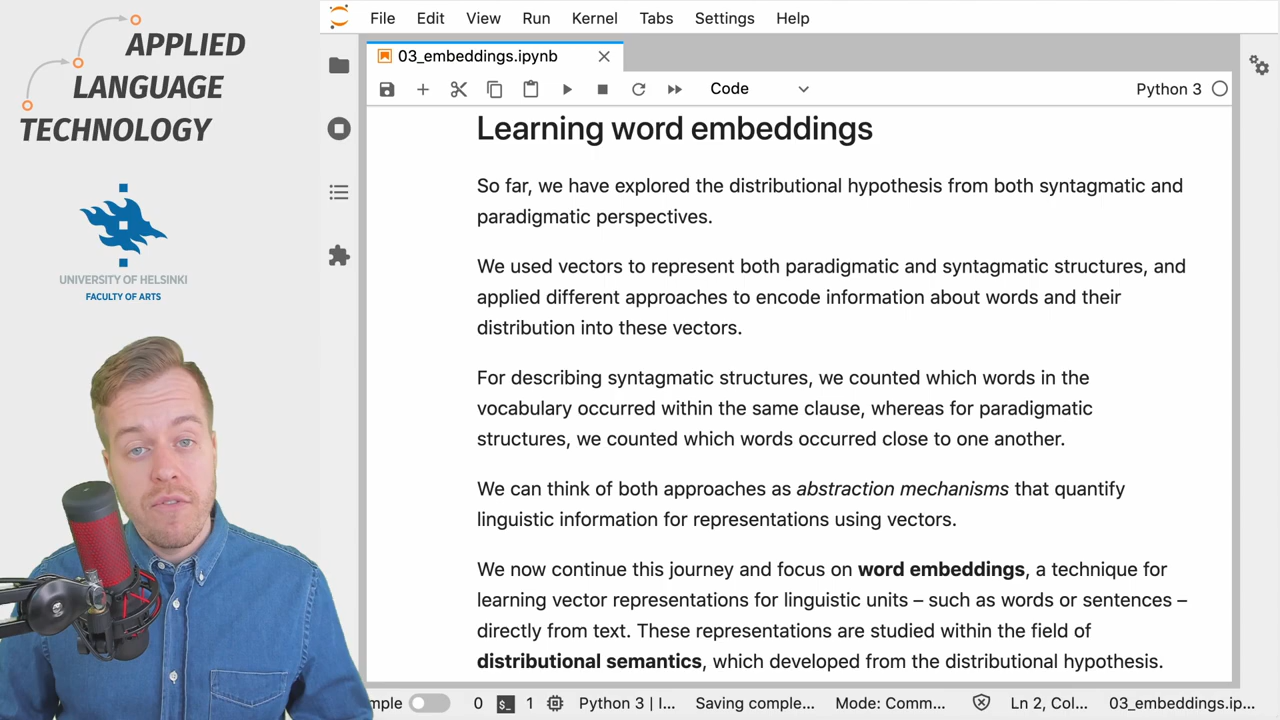 APPLIED
LANGUAGE
TECHNOLOGY
UNIVERSITY OF HELSINKI
FACULTY OF ARTS
File Edit View Run Kernel Tabs Settings Help
03_embeddings.ipynb
Code
Python 3
Learning word embeddings
So far, we have explored the distributional hypothesis from both syntagmatic and
paradigmatic perspectives.
We used vectors to represent both paradigmatic and syntagmatic structures, and
applied different approaches to encode information about words and their
distribution into these vectors.
For describing syntagmatic structures, we counted which words in the
vocabulary occurred within the same clause, whereas for paradigmatic
structures, we counted which words occurred close to one another.
We can think of both approaches as abstraction mechanisms that quantify
linguistic information for representations using vectors.
We now continue this journey and focus on word embeddings, a technique for
learning vector representations for linguistic units – such as words or sentences –
directly from text. These representations are studied within the field of
distributional semantics, which developed from the distributional hypothesis.
mple 0 $_ 1 Python 3 | I... Saving comple... Mode: Comm... Ln 2, Col... 03_embeddings.ip...